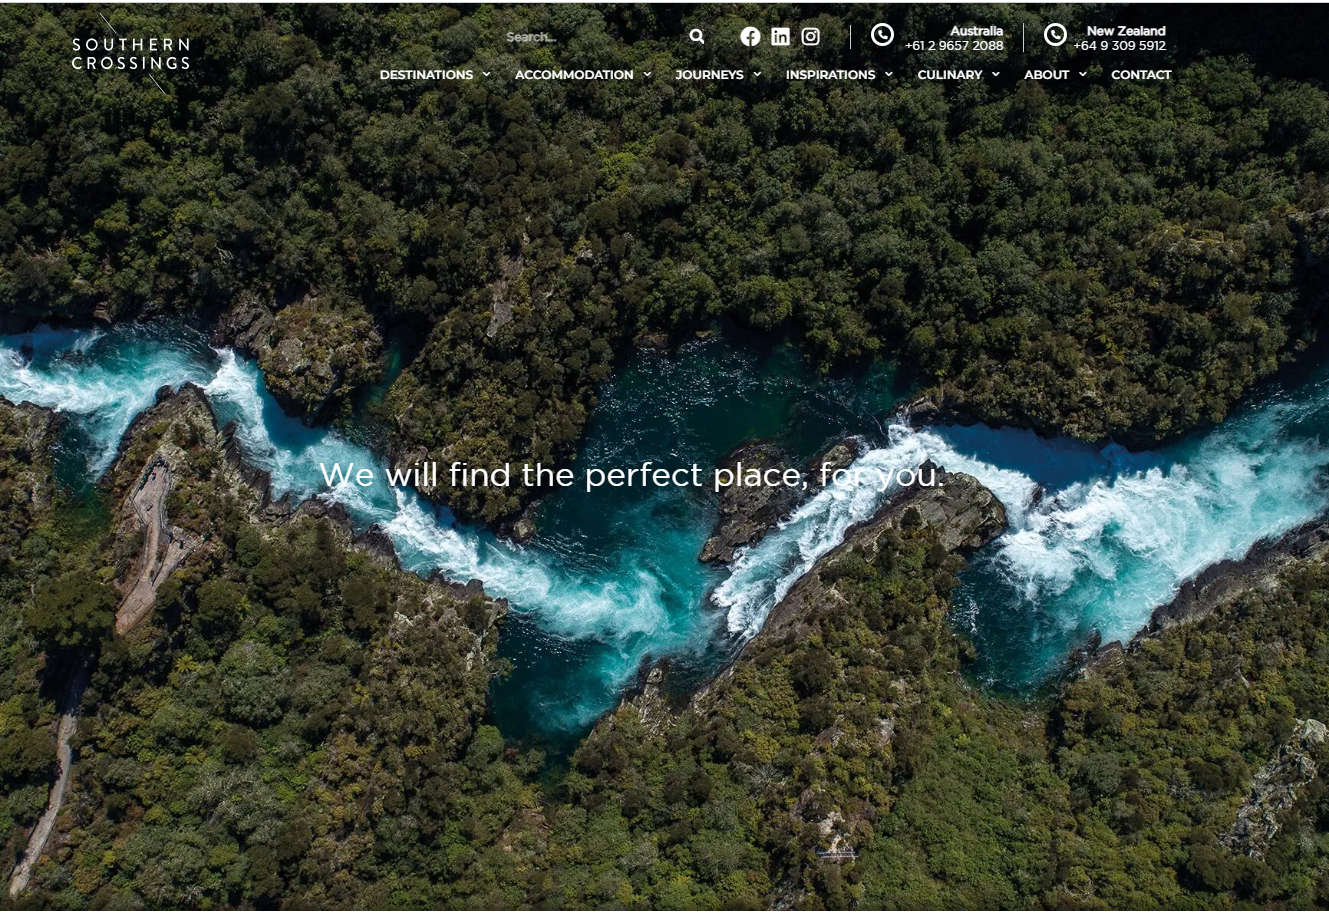 SOUTHERN
CROSSINGS
Search...
Australia
+61 2 9657 2088
New Zealand
+64 9 309 5912
DESTINATIONS
ACCOMMODATION
JOURNEYS
INSPIRATIONS
CULINARY
ABOUT
CONTACT
We will find the perfect place, for you.